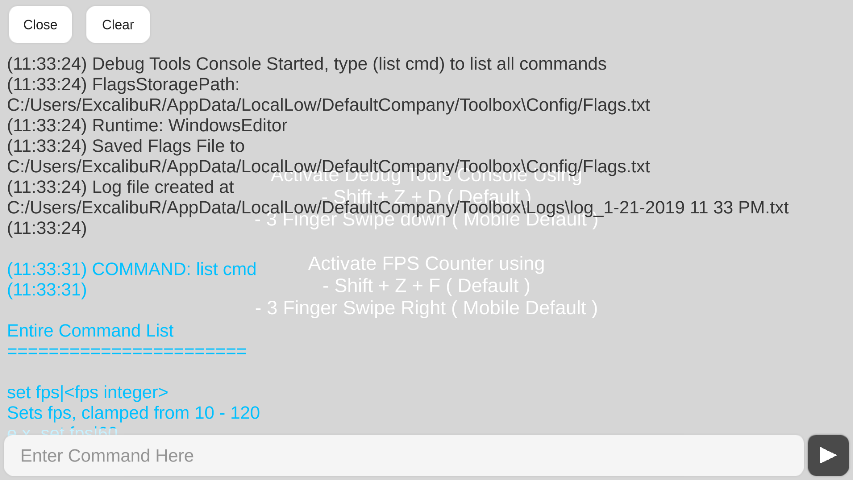 Close
Clear
(11:33:24) Debug Tools Console Started, type (list cmd) to list all commands
(11:33:24) FlagsStoragePath:
C:/Users/ExcalibuR/AppData/LocalLow/DefaultCompany/Toolbox\Config/Flags.txt
(11:33:24) Runtime: WindowsEditor
(11:33:24) Saved Flags File to
C:/Users/ExcalibuR/AppData/LocalLow/DefaultCompany/Toolbox\Config/Flags.txt
(11:33:24) Log file created at
C:/Users/ExcalibuR/AppData/LocalLow/DefaultCompany/Toolbox\Logs\log_1-21-2019 11 33 PM.txt
(11:33:24)
Activate Debug Tools Console Using
- Shift + Z + D ( Default )
- 3 Finger Swipe down ( Mobile Default )
Activate FPS Counter using
- Shift + Z + F ( Default )
- 3 Finger Swipe Right ( Mobile Default )
(11:33:31) COMMAND: list cmd
(11:33:31)
Entire Command List
=======================
set fps|<fps integer>
Sets fps, clamped from 10 - 120
Enter Command Here